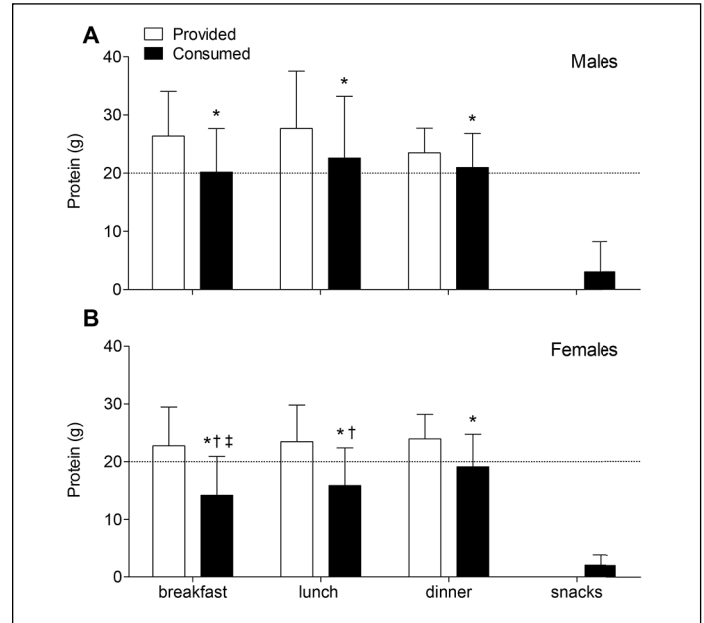 A
Provided
Consumed
Males
Protein (g)
40
30
20
10
0
*
*
*
B
Females
Protein (g)
40
30
20
10
0
*†‡
*†
*
breakfast lunch dinner snacks